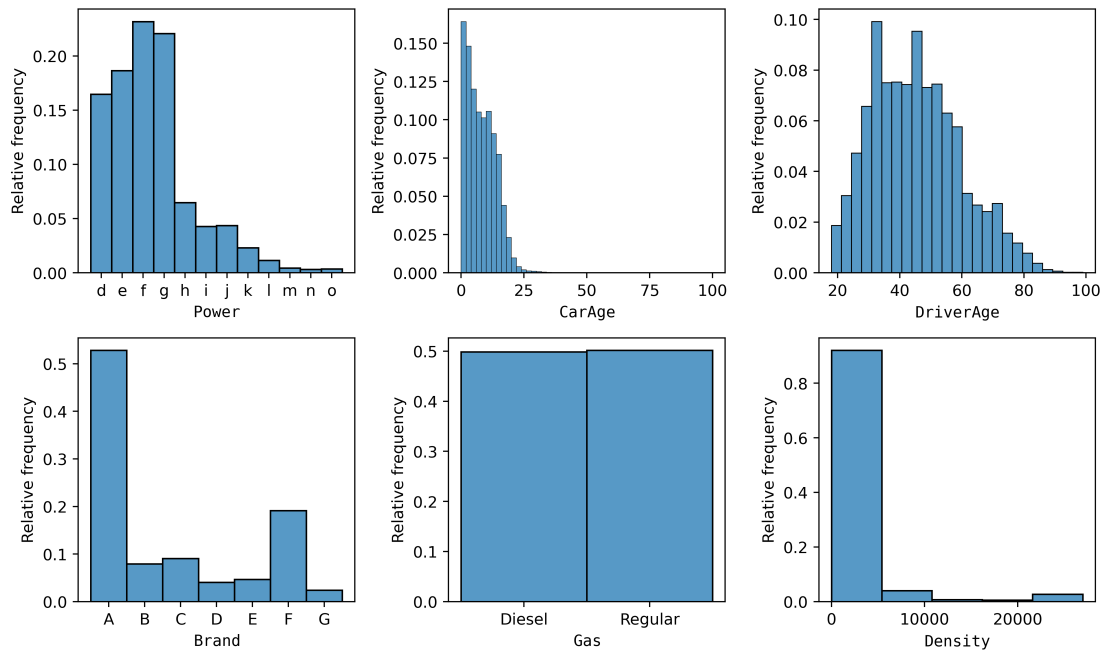 Relative frequency
0.20
0.15
0.10
0.05
0.00
d e f g h i j k l m n o
Power
Relative frequency
0.150
0.125
0.100
0.075
0.050
0.025
0.000
0 25 50 75 100
CarAge
Relative frequency
0.10
0.08
0.06
0.04
0.02
0.00
20 40 60 80 100
DriverAge
Relative frequency
0.5
0.4
0.3
0.2
0.1
0.0
A B C D E F G
Brand
Relative frequency
0.5
0.4
0.3
0.2
0.1
0.0
Diesel Regular
Gas
Relative frequency
0.8
0.6
0.4
0.2
0.0
0 10000 20000
Density